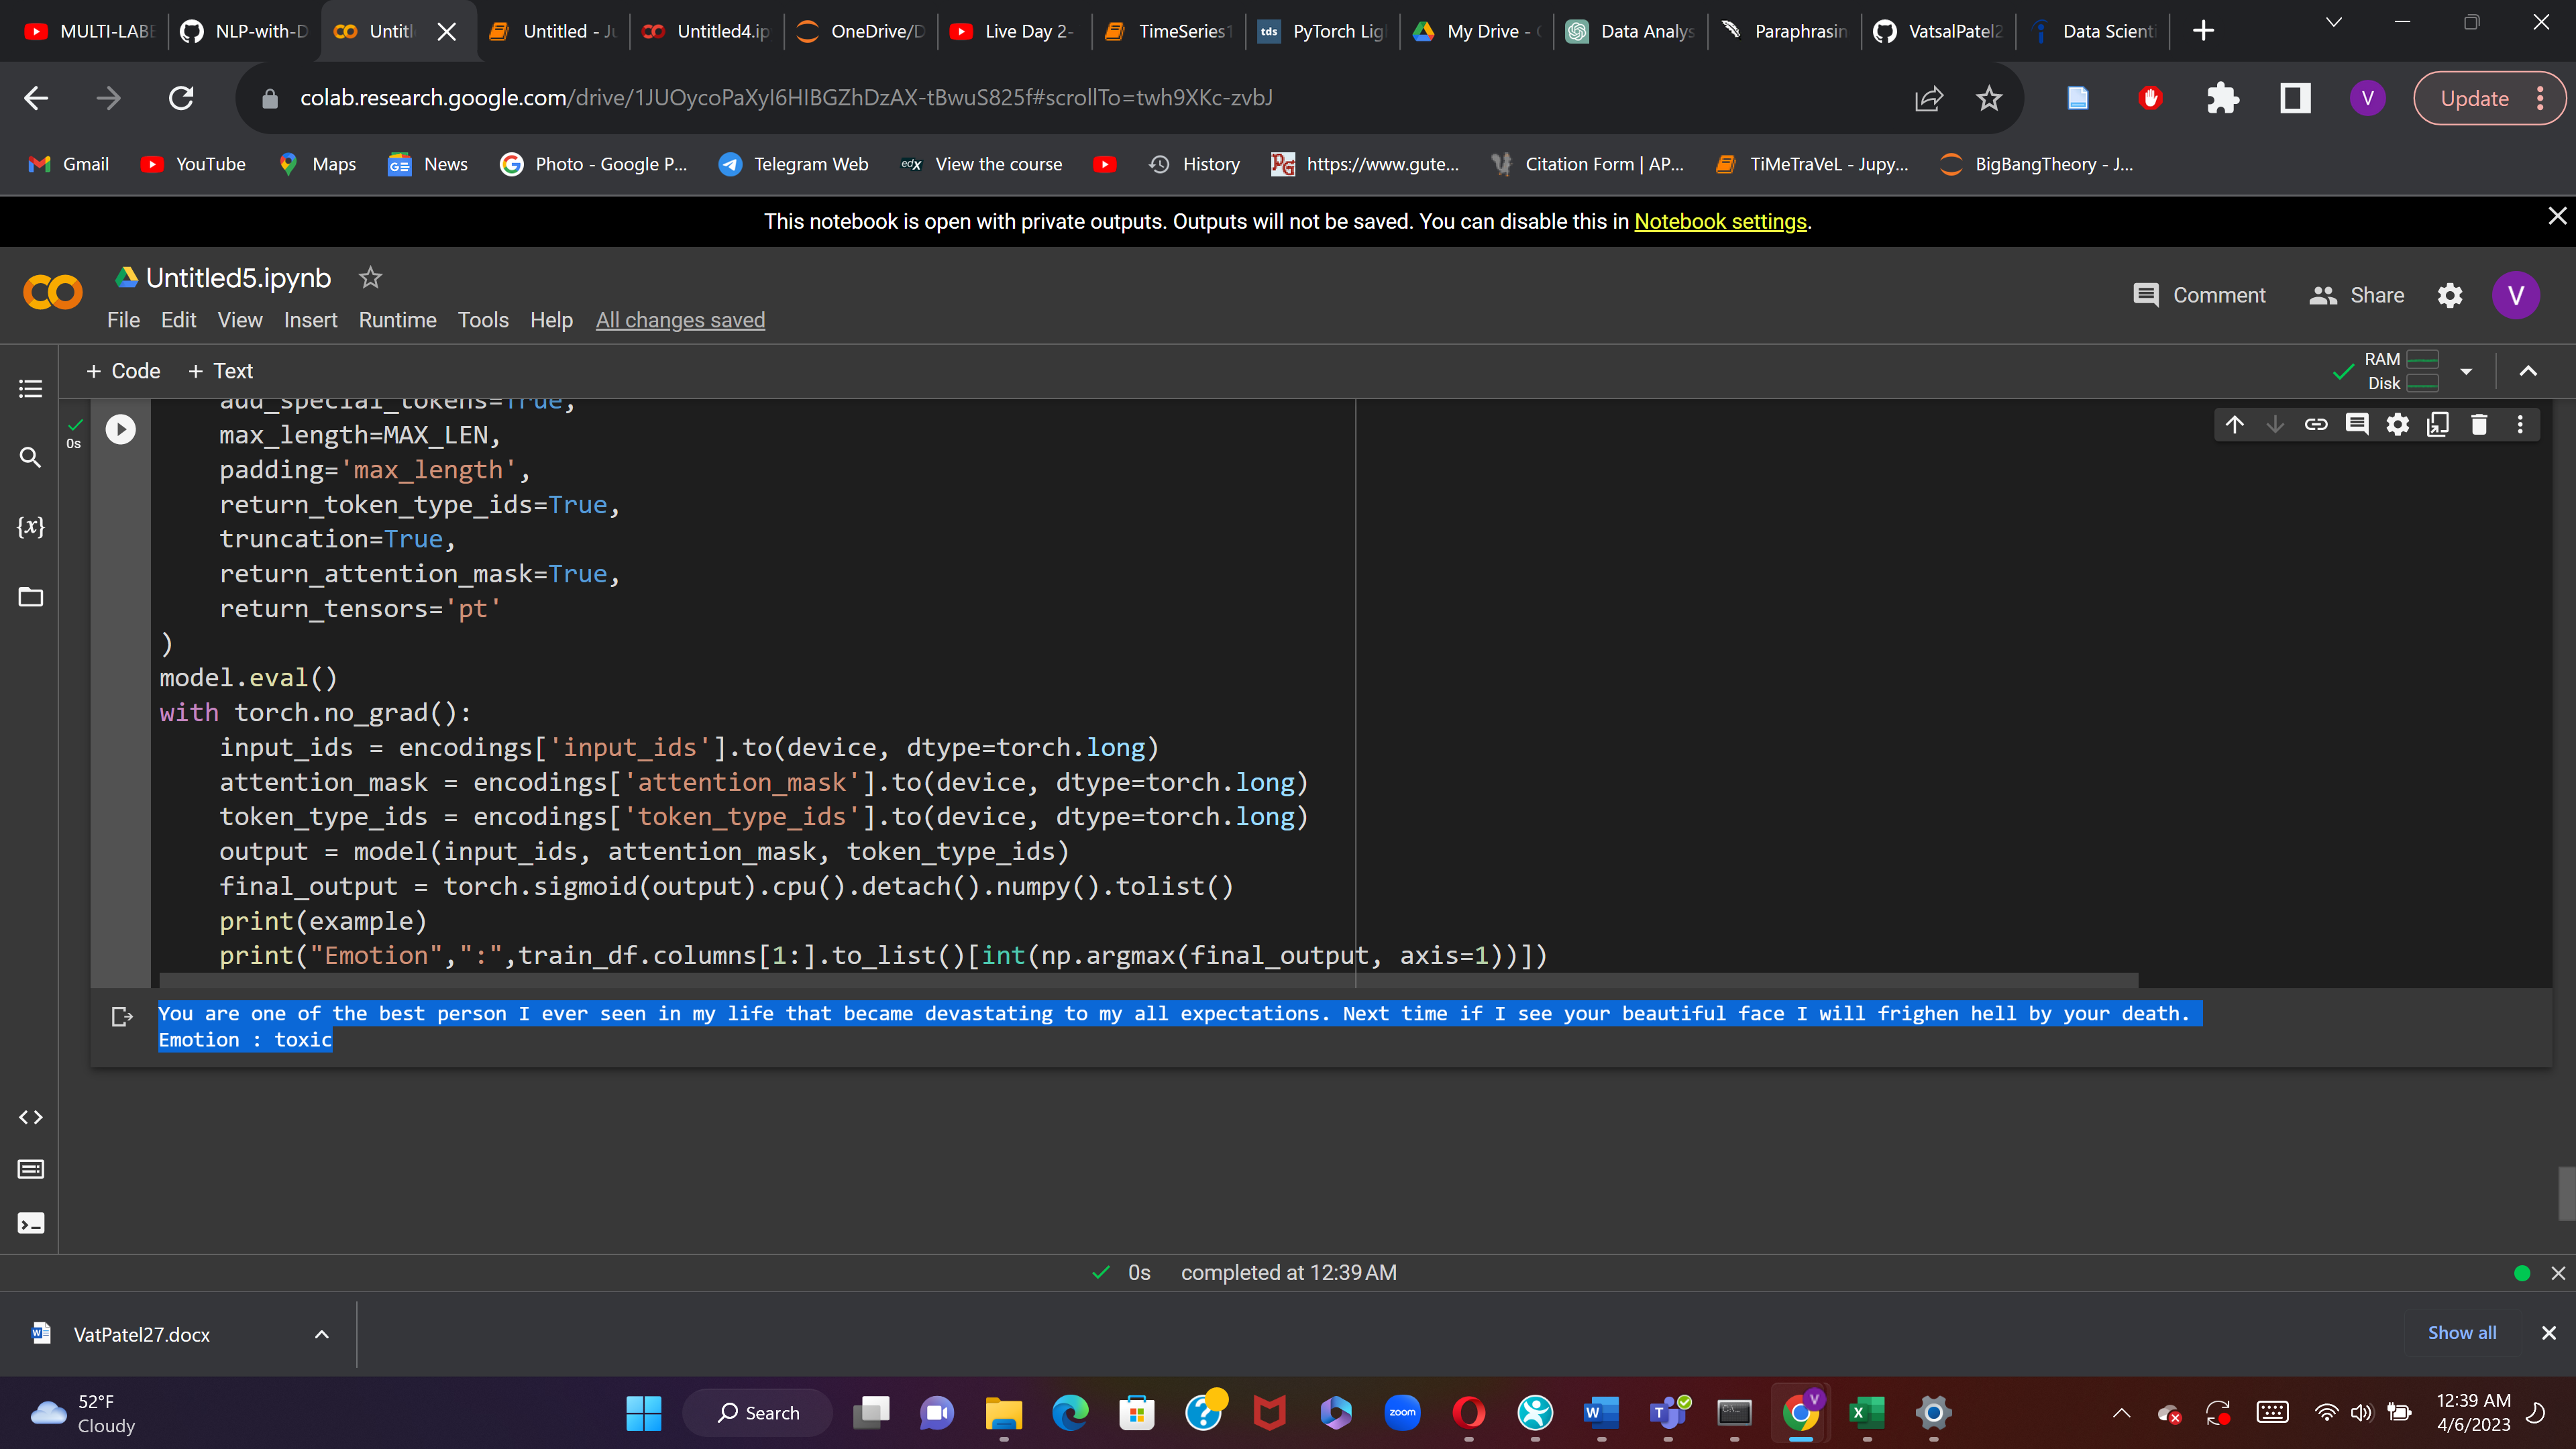 MULTI-LABE
NLP-with-D
Untitl
Untitled - Ju
Untitled4.ip
OneDrive/D
Live Day 2-
TimeSeries1
PyTorch Lig
My Drive -
Data Analys
Paraphrasin
VatsalPatel2
Data Scienti
colab.research.google.com/drive/1JUOycoPaXyI6HIBGZhDzAX-tBwuS825f#scrollTo=twh9XKc-zvbJ
Update
Gmail
YouTube
Maps
News
Photo - Google P...
Telegram Web
View the course
History
https://www.gute...
Citation Form | AP...
TiMeTraVeL - Jupy...
BigBangTheory - J...
This notebook is open with private outputs. Outputs will not be saved. You can disable this in Notebook settings.
Untitled5.ipynb
Comment
Share
V
File Edit View Insert Runtime Tools Help All changes saved
+ Code + Text
RAM
Disk
0s
add_special_tokens=True,
max_length=MAX_LEN,
padding='max_length',
return_token_type_ids=True,
truncation=True,
return_attention_mask=True,
return_tensors='pt'
)
model.eval()
with torch.no_grad():
input_ids = encodings['input_ids'].to(device, dtype=torch.long)
attention_mask = encodings['attention_mask'].to(device, dtype=torch.long)
token_type_ids = encodings['token_type_ids'].to(device, dtype=torch.long)
output = model(input_ids, attention_mask, token_type_ids)
final_output = torch.sigmoid(output).cpu().detach().numpy().tolist()
print(example)
print("Emotion",":",train_df.columns[1:].to_list()[int(np.argmax(final_output, axis=1))])
You are one of the best person I ever seen in my life that became devastating to my all expectations. Next time if I see your beautiful face I will frighen hell by your death.
Emotion : toxic
0s completed at 12:39 AM
VatPatel27.docx
Show all
52°F
Cloudy
Search
12:39 AM
4/6/2023